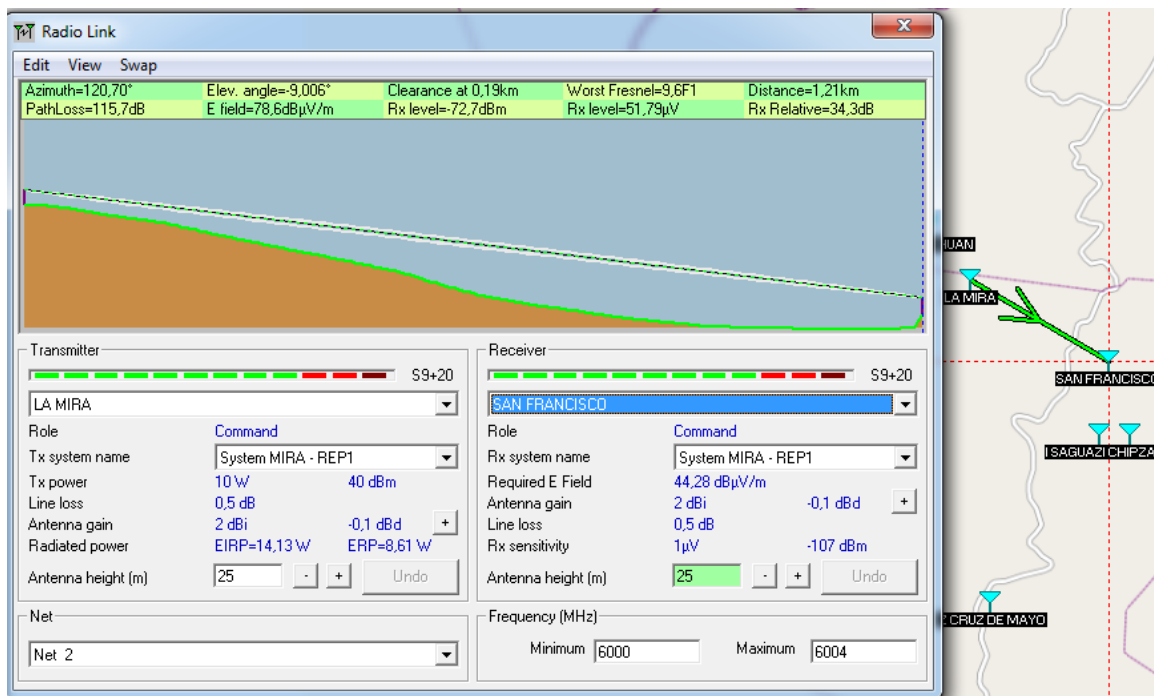 Radio Link
Edit View Swap
Azimuth=120,70° Elev. angle=-9,006° Clearance at 0,19km Worst Fresnel=9,6F1 Distance=1,21km
PathLoss=115,7dB E field=78,6dBµV/m Rx level=-72,7dBm Rx level=51,79µV Rx Relative=34,3dB
Transmitter
S9+20
LA MIRA
Role Command
Tx system name System MIRA - REP1
Tx power 10 W 40 dBm
Line loss 0,5 dB
Antenna gain 2 dBi -0,1 dBd +
Radiated power EIRP=14,13 W ERP=8,61 W
Antenna height (m) 25 - + Undo
Net
Net 2
Receiver
S9+20
SAN FRANCISCO
Role Command
Rx system name System MIRA - REP1
Required E Field 44,28 dBµV/m
Antenna gain 2 dBi -0,1 dBd +
Line loss 0,5 dB
Rx sensitivity 1µV -107 dBm
Antenna height (m) 25 - + Undo
Frequency (MHz)
Minimum 6000 Maximum 6004
HUAN
LA MIRA
SAN FRANCISCO
CHIPZA
CRUZ DE MAYO